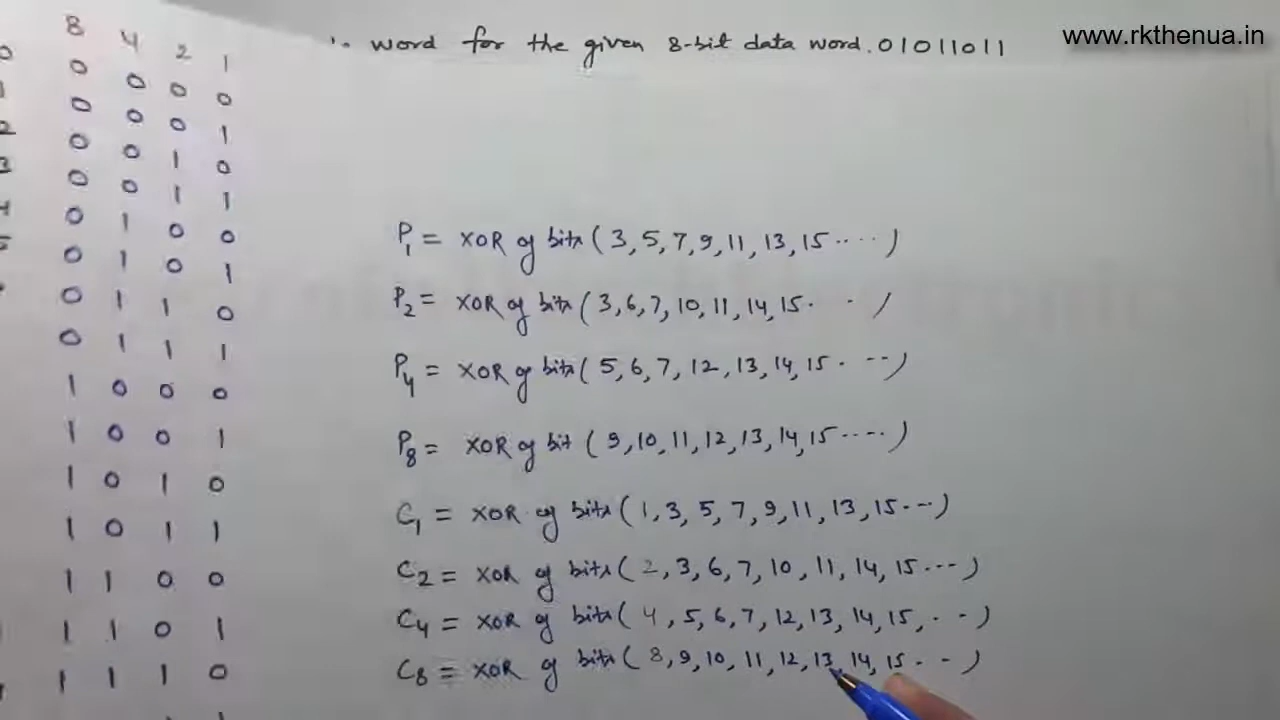 www.rkthenua.in
word for the given 8-bit data word. 01011011
8 4 2 1
0 0 0 0 0
1 0 0 0 1
2 0 0 1 0
3 0 0 1 1
4 0 1 0 0
5 0 1 0 1
0 1 1 0
0 1 1 1
1 0 0 0
1 0 0 1
1 0 1 0
1 0 1 1
1 1 0 0
1 1 0 1
1 1 1 0
P1 = XOR of bits (3, 5, 7, 9, 11, 13, 15 ....)
P2 = XOR of bits (3, 6, 7, 10, 11, 14, 15. . )
P4 = XOR of bits (5, 6, 7, 12, 13, 14, 15. --)
P8 = XOR of bit (9, 10, 11, 12, 13, 14, 15 ....)
C1 = XOR of bits (1, 3, 5, 7, 9, 11, 13, 15 . --)
C2 = XOR of bits (2, 3, 6, 7, 10, 11, 14, 15 ...)
C4 = XOR of bits (4, 5, 6, 7, 12, 13, 14, 15, . - -)
C8 = XOR of bits (8, 9, 10, 11, 12, 13, 14, 15 . - -)